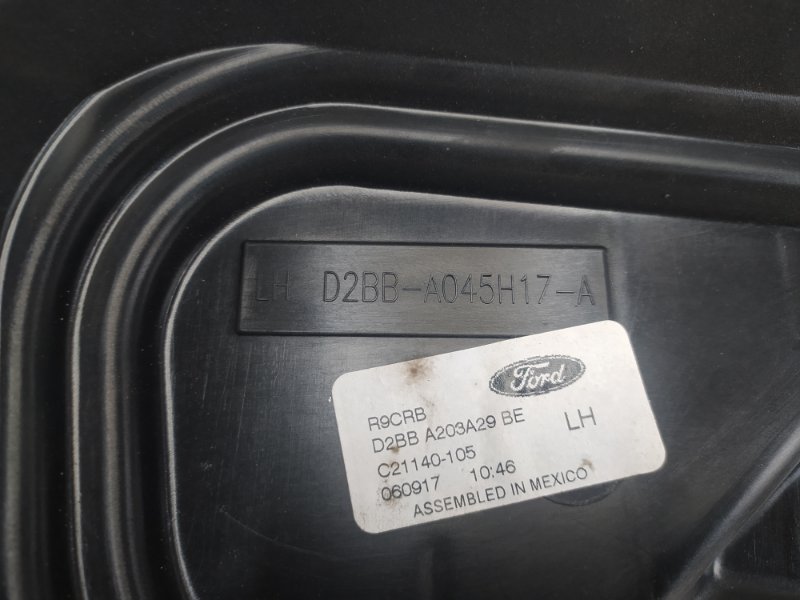 LH D2BB-A045H17-A
Ford
R9CRB
D2BB A203A29 BE LH
C21140-105
060917 10:46
ASSEMBLED IN MEXICO